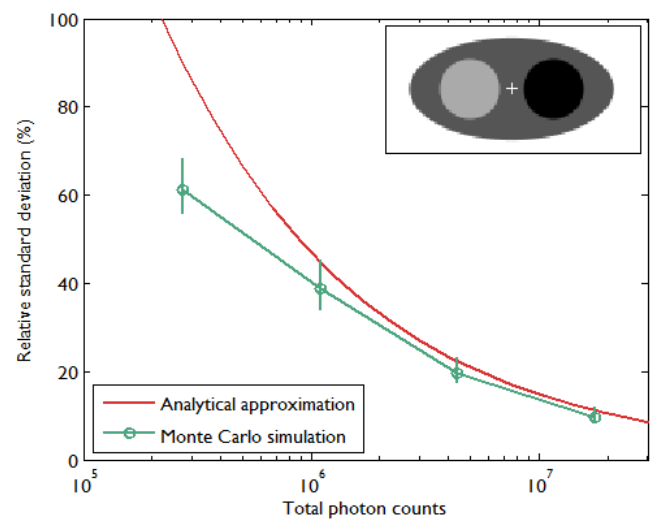 Relative standard deviation (%)
100
80
60
40
20
0
Analytical approximation
Monte Carlo simulation
10^5
10^6
10^7
Total photon counts